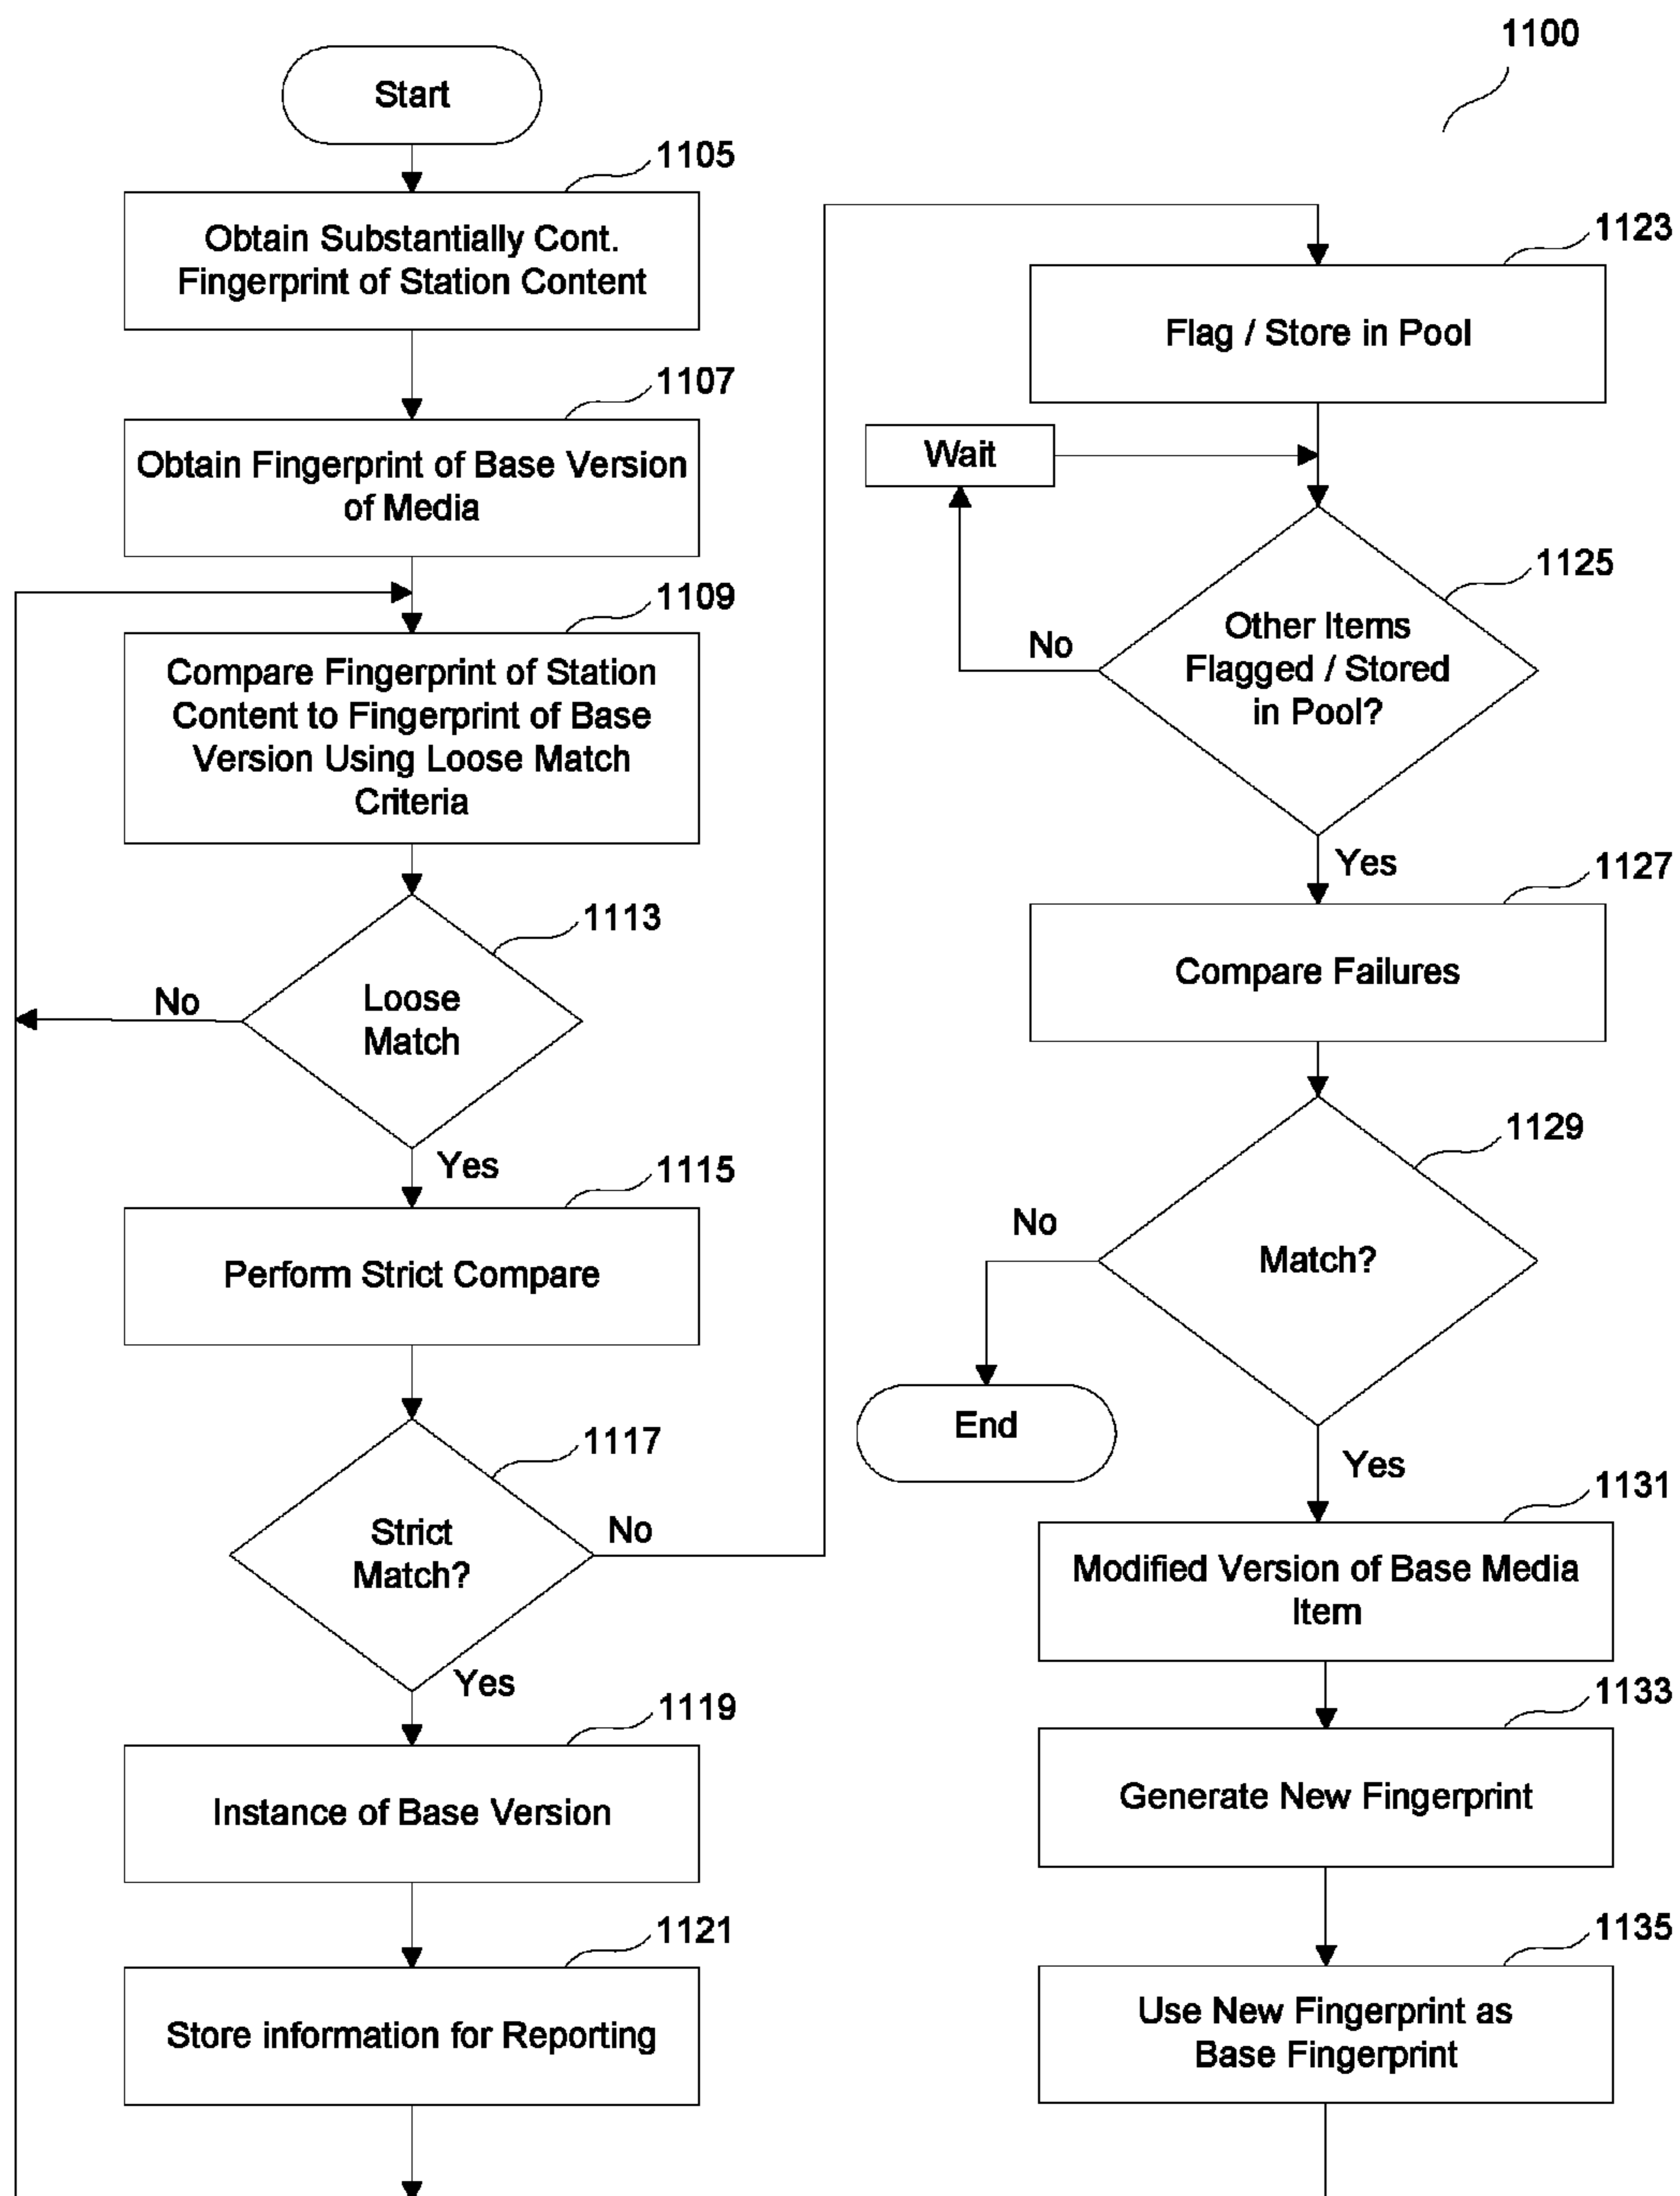 1100
Start
1105
Obtain Substantially Cont.
Fingerprint of Station Content
1107
Obtain Fingerprint of Base Version
of Media
1109
Compare Fingerprint of Station
Content to Fingerprint of Base
Version Using Loose Match
Criteria
1113
Loose
Match
No
Yes
1115
Perform Strict Compare
1117
Strict
Match?
No
Yes
1119
Instance of Base Version
1121
Store information for Reporting
1123
Flag / Store in Pool
Wait
1125
Other Items
Flagged / Stored
in Pool?
No
Yes
1127
Compare Failures
1129
Match?
No
End
Yes
1131
Modified Version of Base Media
Item
1133
Generate New Fingerprint
1135
Use New Fingerprint as
Base Fingerprint